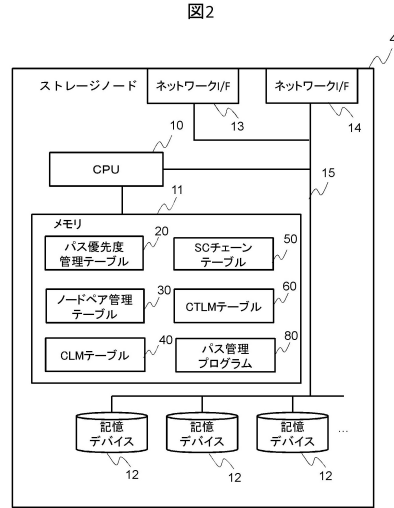 図2
4
ストレージノード
ネットワークI/F
ネットワークI/F
13
14
10
CPU
15
11
メモリ
パス優先度
管理テーブル
20
SCチェーン
テーブル
50
ノードペア管理
テーブル
30
CTLMテーブル
60
CLMテーブル
40
パス管理
プログラム
80
記憶
デバイス
記憶
デバイス
記憶
デバイス
…
12
12
12